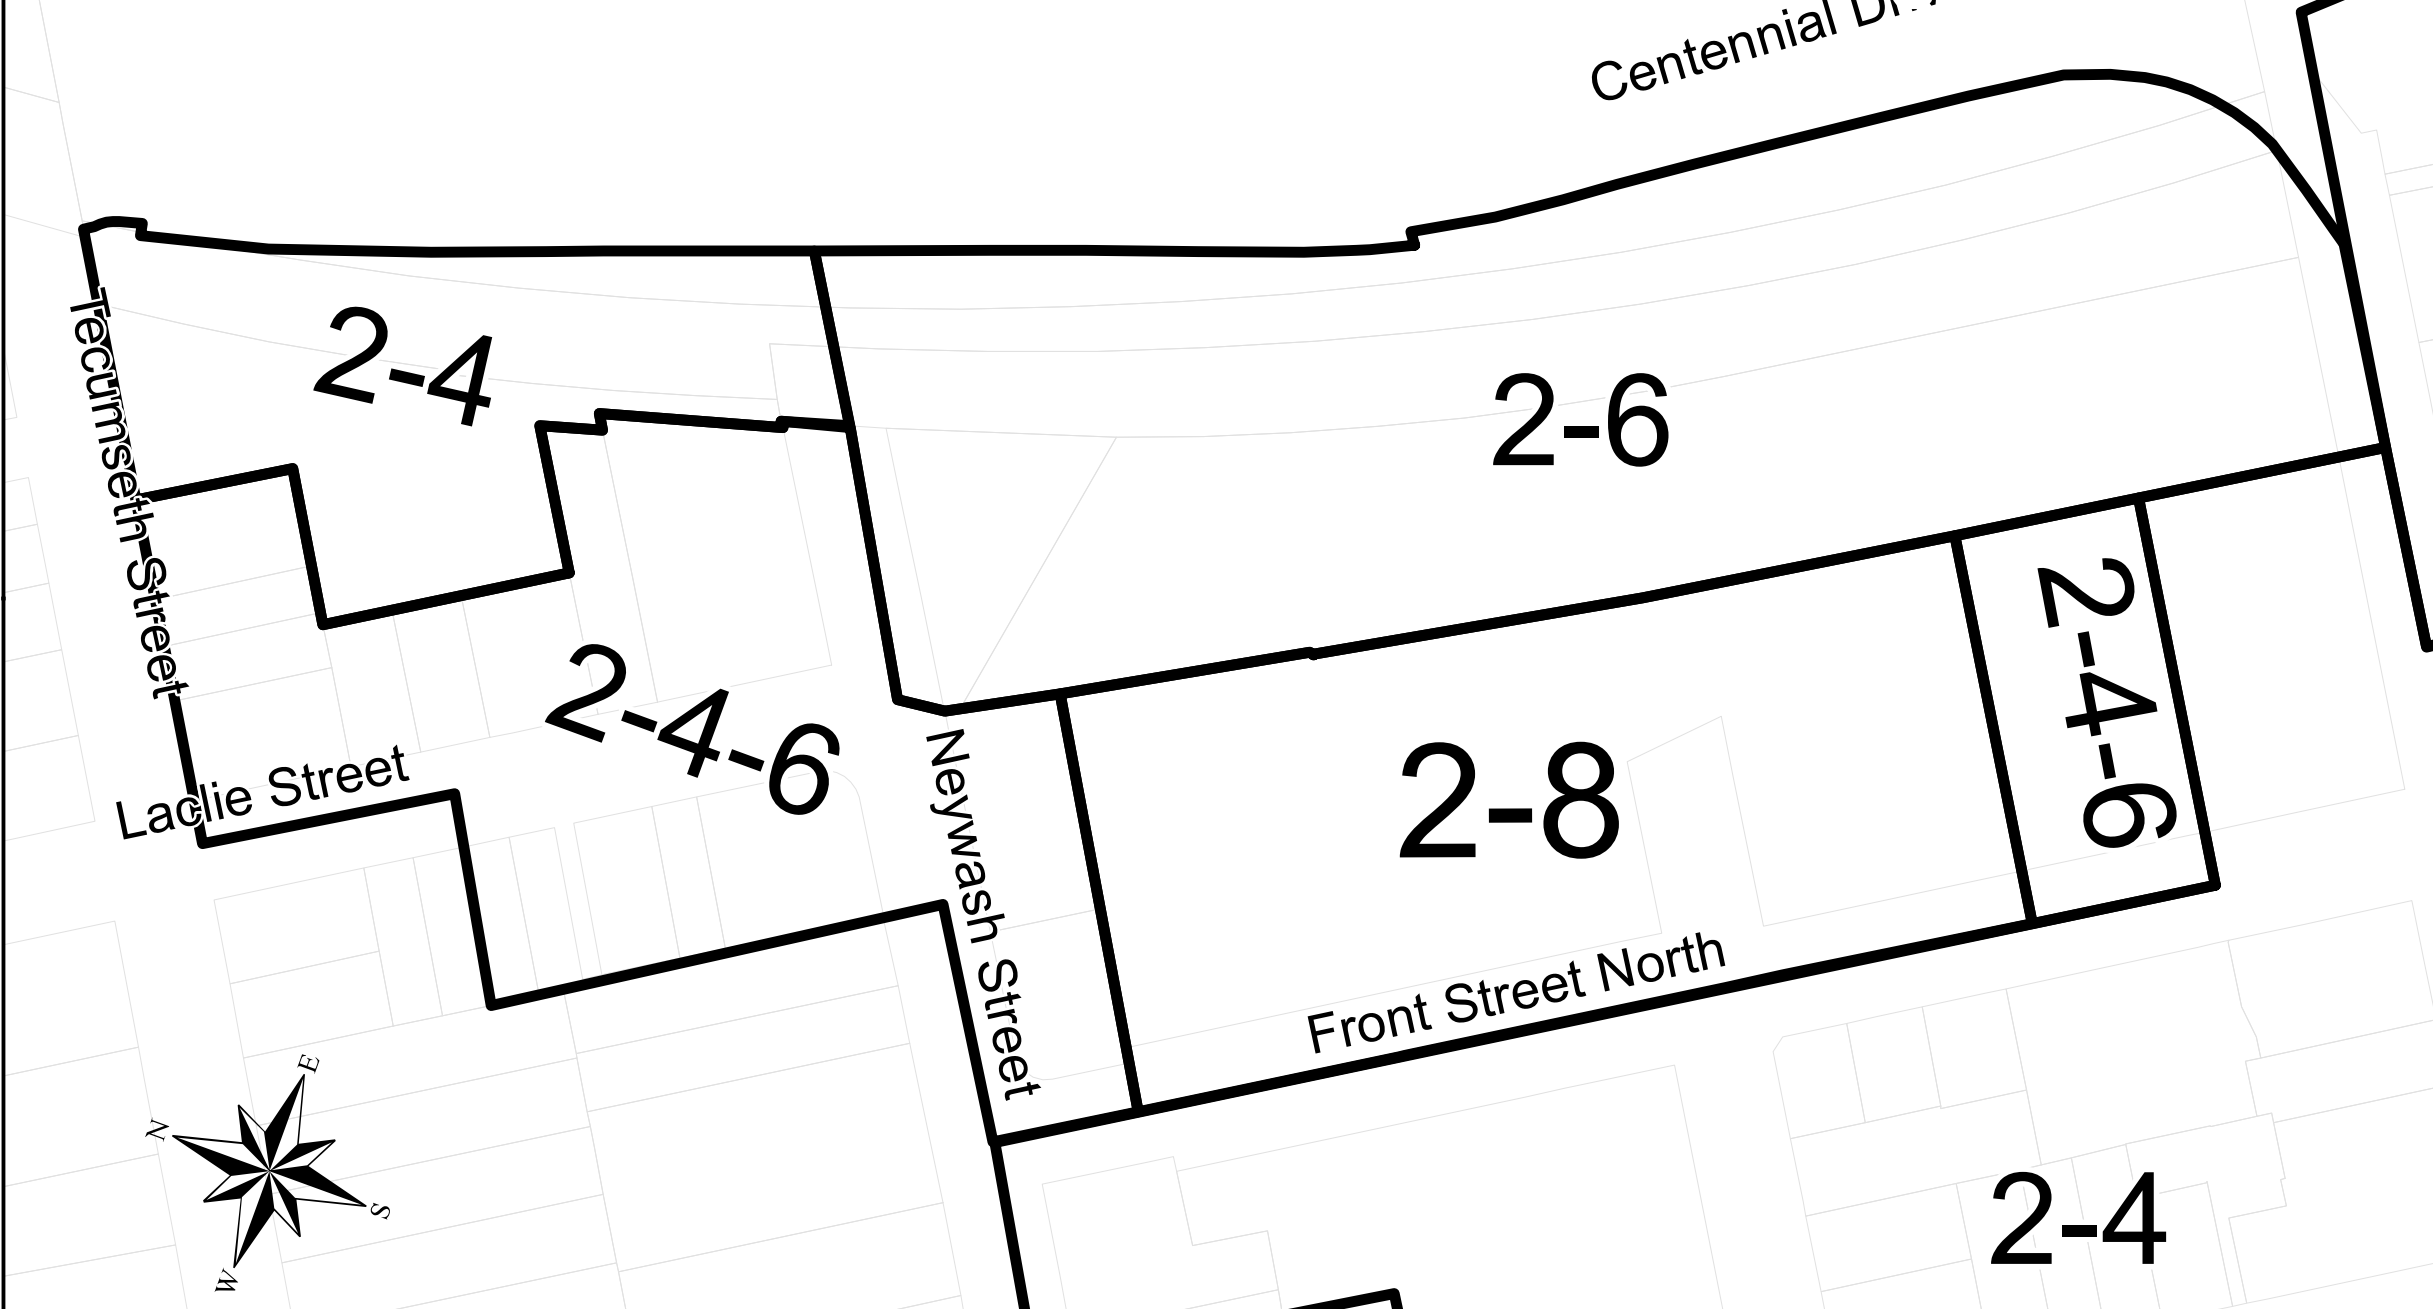 Centennial
2-4
2-6
Tecumseth Street
2-4-6
2-4-6
Laclie Street
Neywash Street
2-8
Front Street North
E
N
S
W
2-4